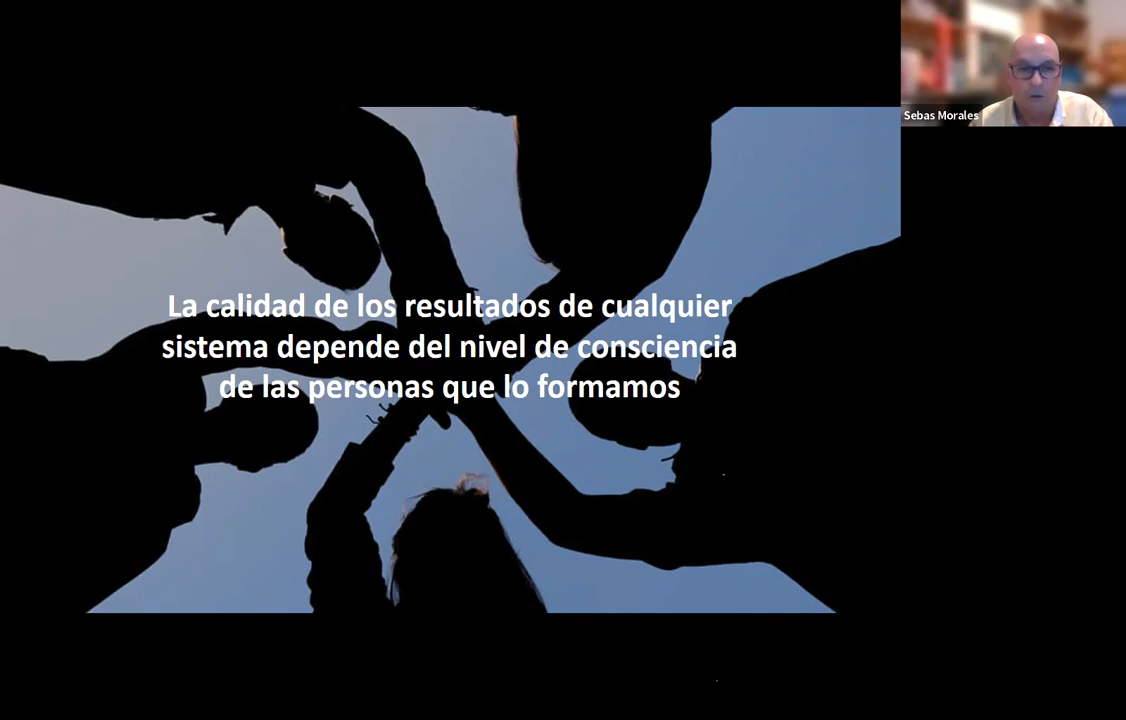 Sebas Morales
La calidad de los resultados de cualquier
sistema depende del nivel de consciencia
de las personas que lo formamos